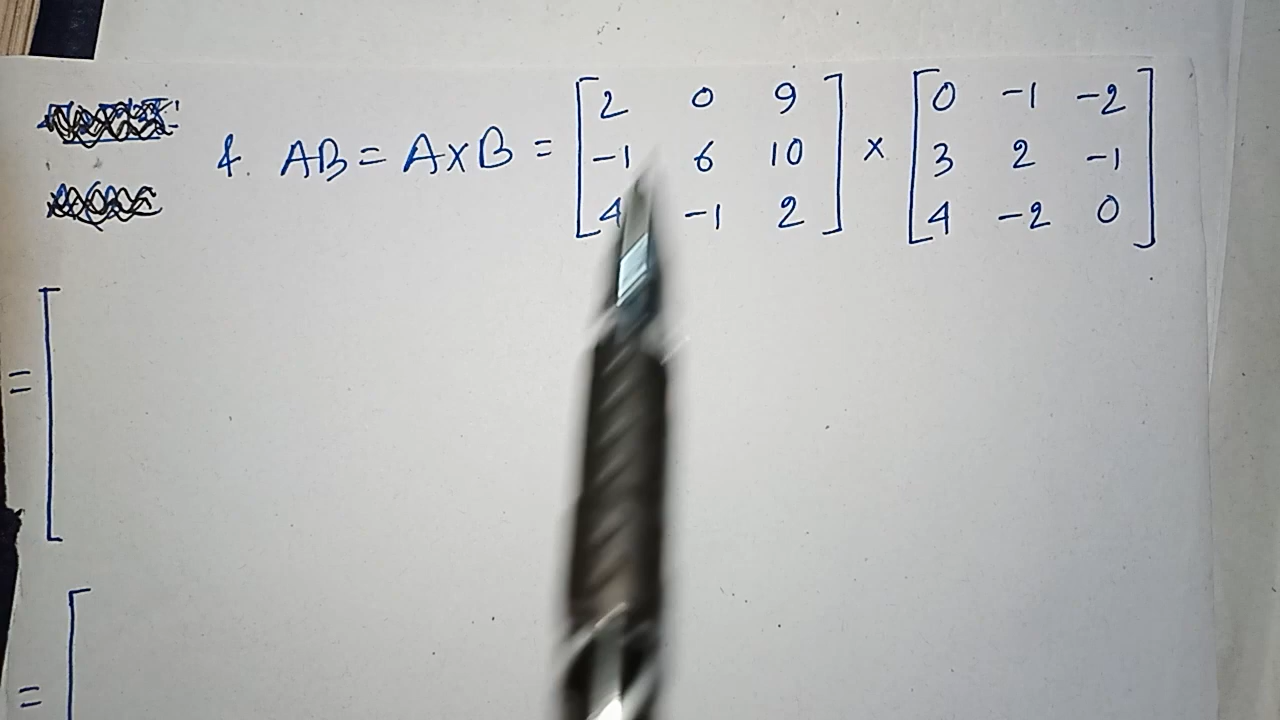 & AB = A×B = [2 0 9] × [0 -1 -2]
[-1 6 10] [3 2 -1]
[4 -1 2] [4 -2 0]
= [
= [